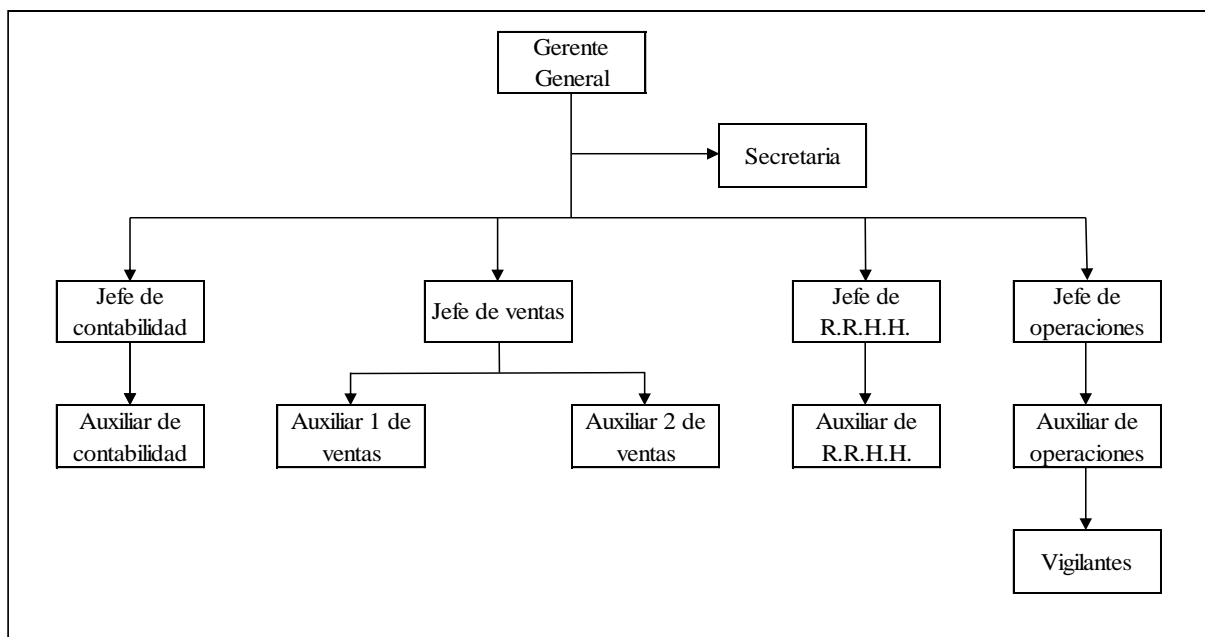 Gerente
General
Secretaria
Jefe de
contabilidad
Jefe de ventas
Jefe de
R.R.H.H.
Jefe de
operaciones
Auxiliar de
contabilidad
Auxiliar 1 de
ventas
Auxiliar 2 de
ventas
Auxiliar de
R.R.H.H.
Auxiliar de
operaciones
Vigilantes